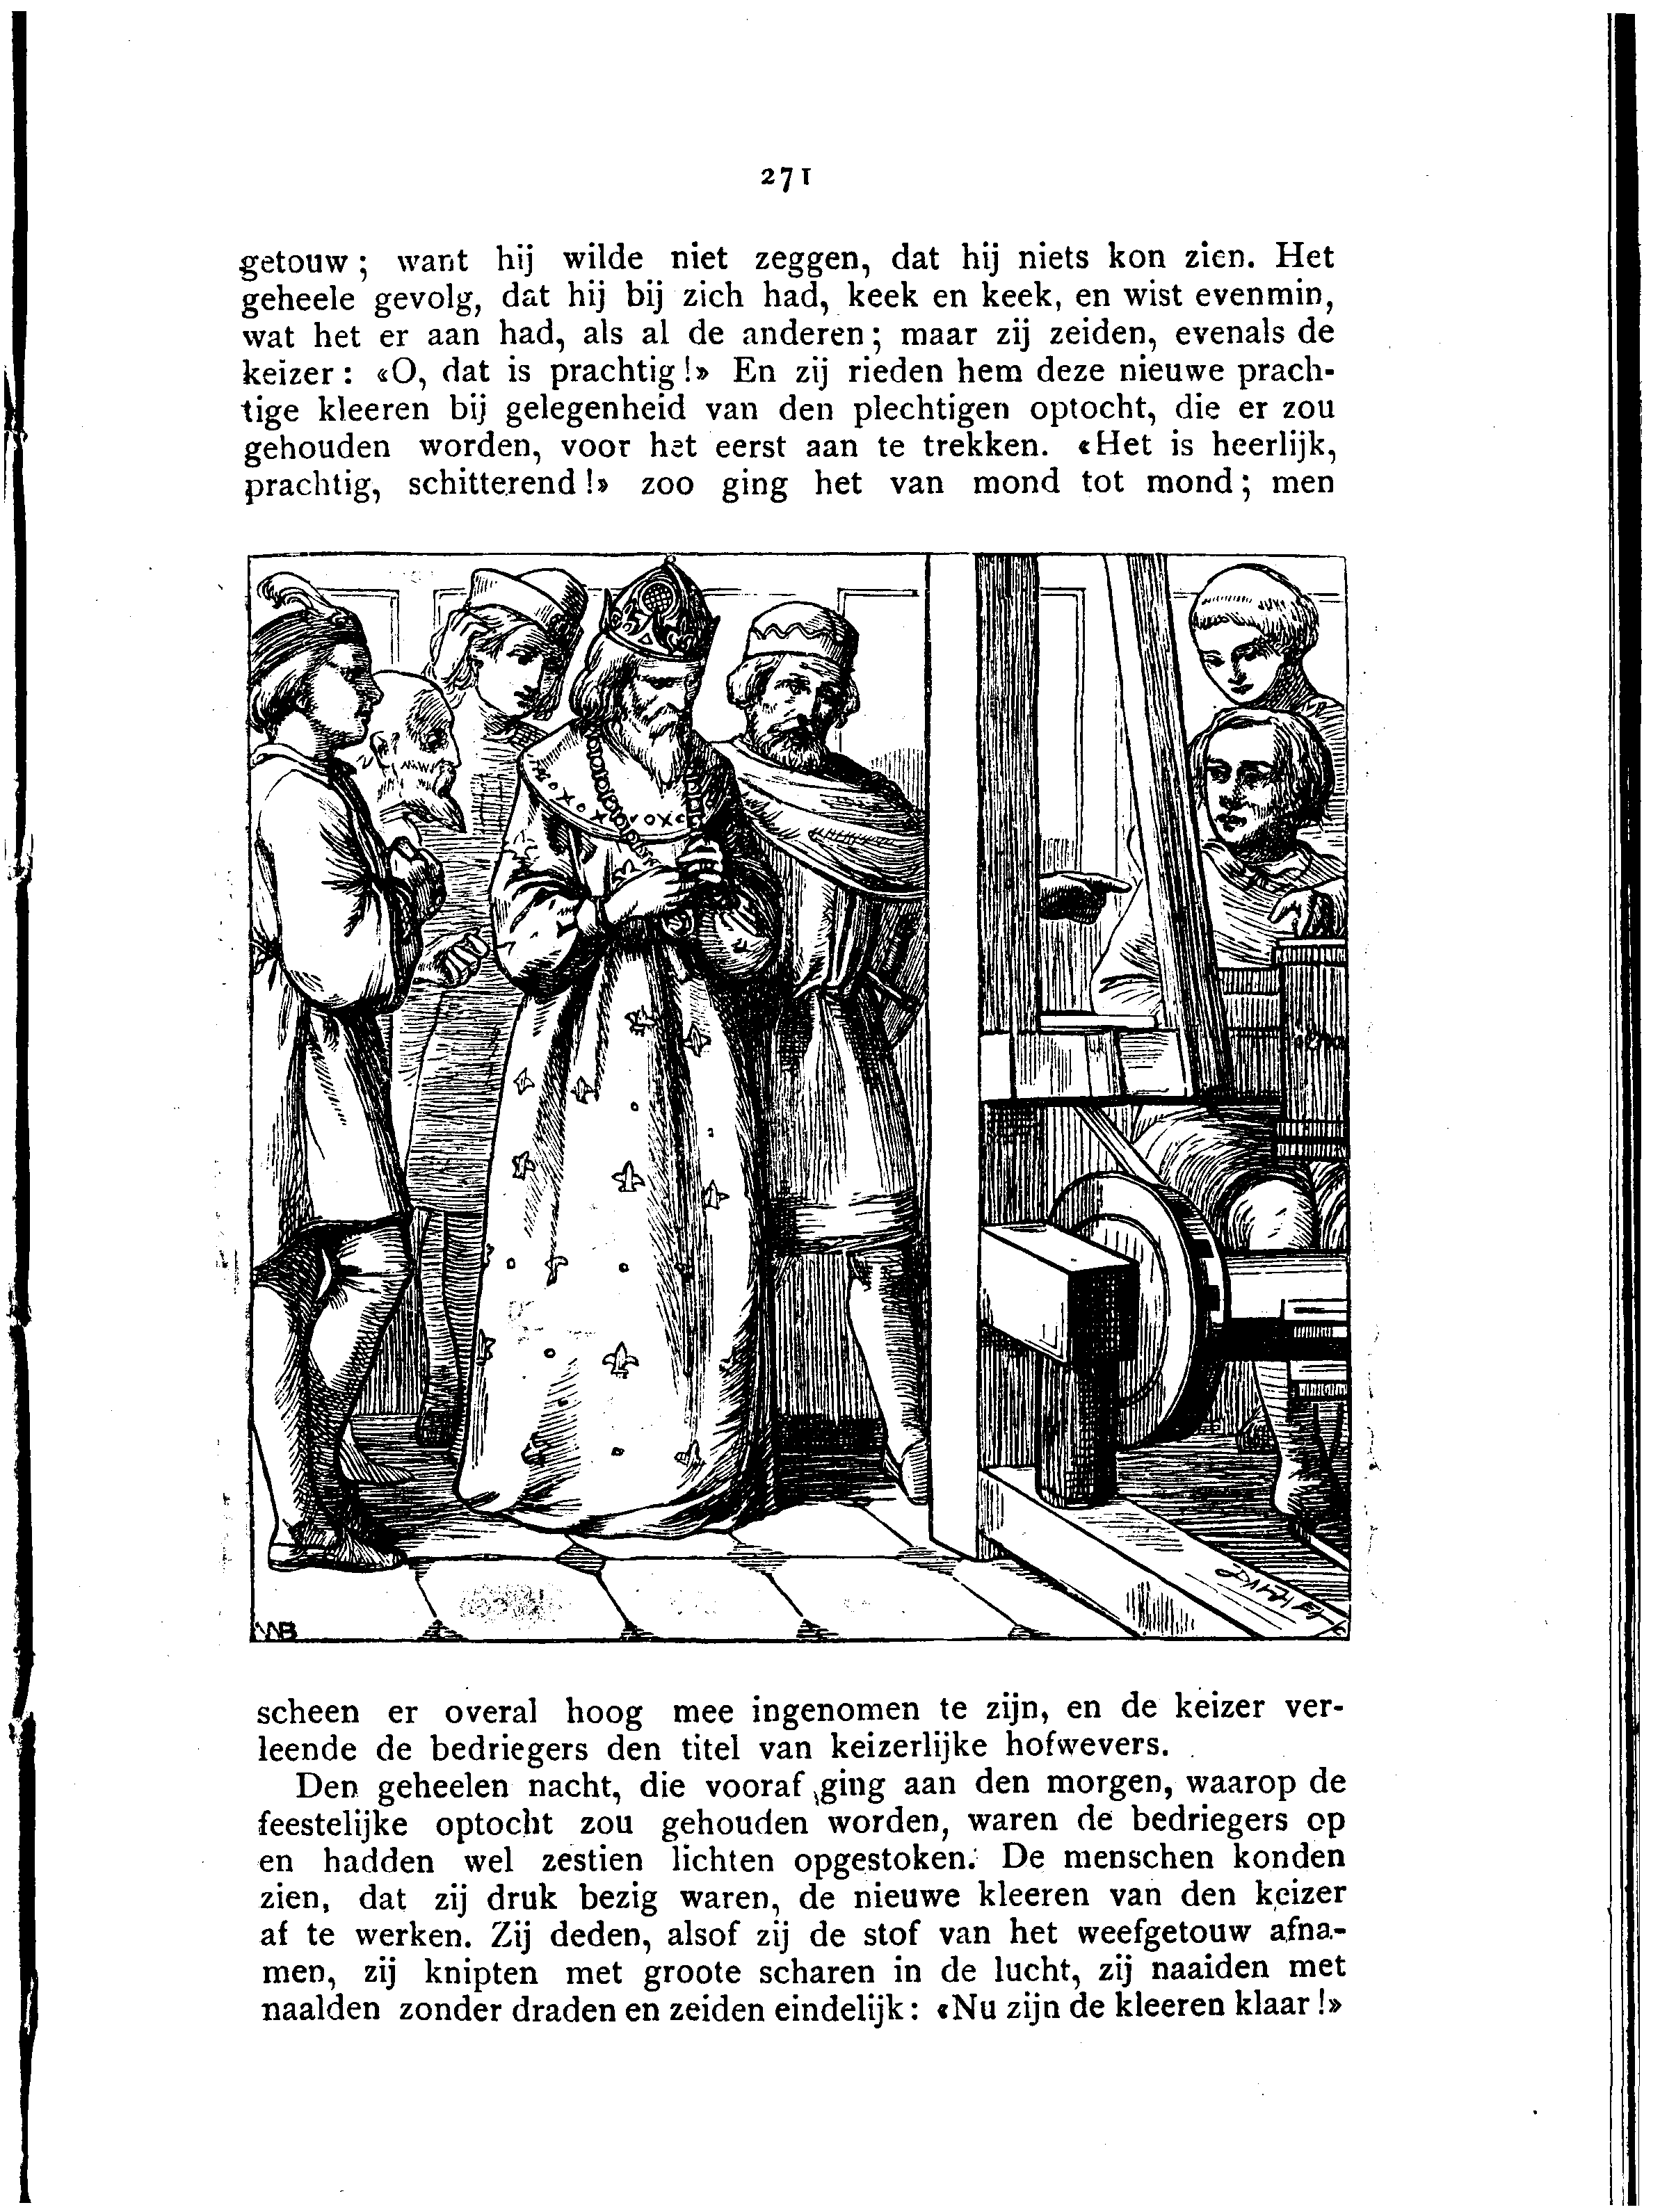 271
getouw; want hij wilde niet zeggen, dat hij niets kon zien. Het
geheele gevolg, dat hij bij zich had, keek en keek, en wist evenmin,
wat het er aan had, als al de anderen; maar zij zeiden, evenals de
keizer: «O, dat is prachtig!» En zij rieden hem deze nieuwe prach-
tige kleeren bij gelegenheid van den plechtigen optocht, die er zou
gehouden worden, voor het eerst aan te trekken. «Het is heerlijk,
prachtig, schitterend!» zoo ging het van mond tot mond; men
WB
scheen er overal hoog mee ingenomen te zijn, en de keizer ver-
leende de bedriegers den titel van keizerlijke hofwevers.
Den geheelen nacht, die vooraf ging aan den morgen, waarop de
feestelijke optocht zou gehouden worden, waren de bedriegers op
en hadden wel zestien lichten opgestoken. De menschen konden
zien, dat zij druk bezig waren, de nieuwe kleeren van den keizer
af te werken. Zij deden, alsof zij de stof van het weefgetouw afna-
men, zij knipten met groote scharen in de lucht, zij naaiden met
naalden zonder draden en zeiden eindelijk: «Nu zijn de kleeren klaar!»